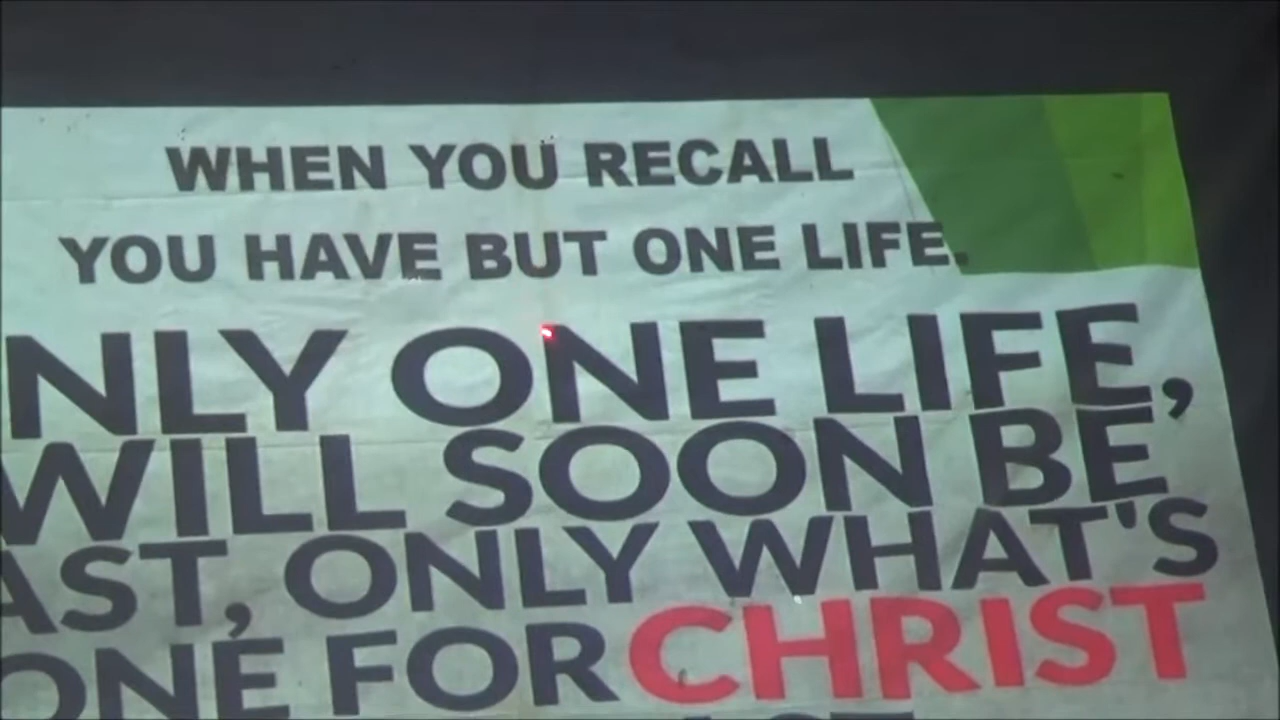 WHEN YOU RECALL
YOU HAVE BUT ONE LIFE.
NLY ONE LIFE,
WILL SOON BE
AST, ONLY WHAT'S
ONE FOR CHRIST